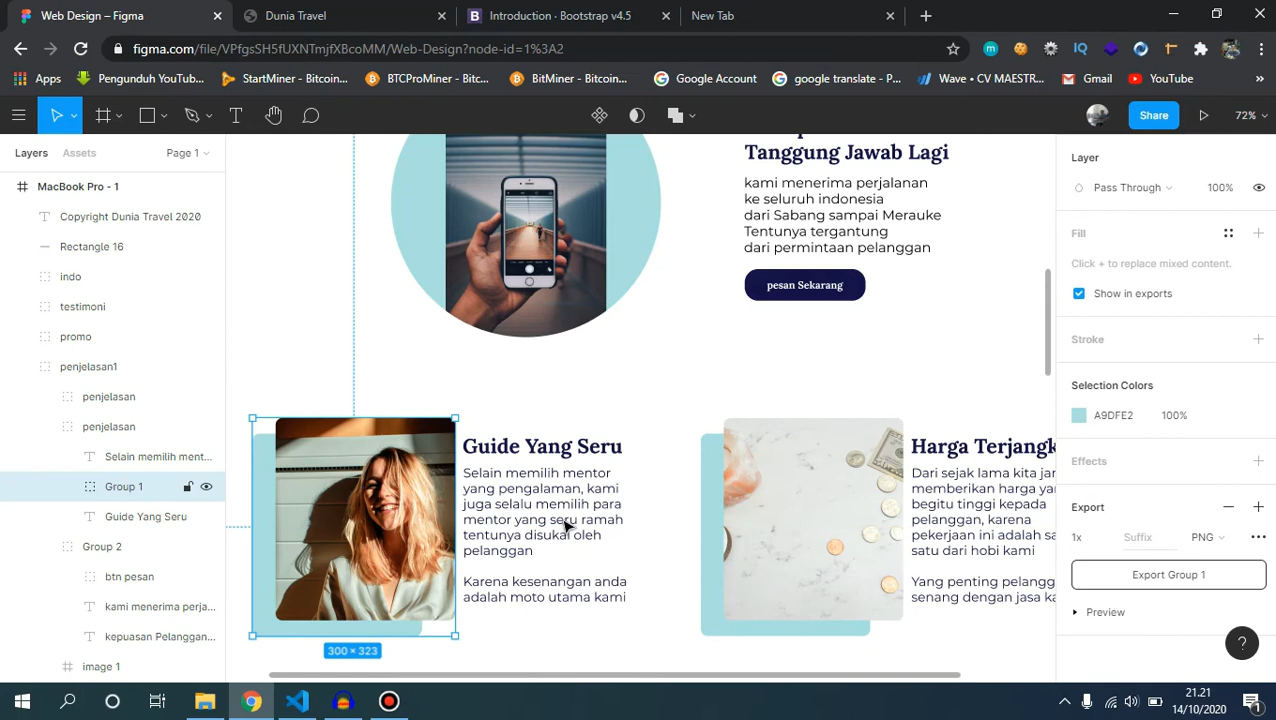 Web Design – Figma
Dunia Travel
Introduction · Bootstrap v4.5
New Tab
figma.com/file/VPfgsSH5fUXNTmjfXBcoMM/Web-Design?node-id=1%3A2
Apps
Pengunduh YouTub...
StartMiner - Bitcoin...
BTCProMiner - Bitc...
BitMiner - Bitcoin...
Google Account
google translate - P...
Wave • CV MAESTR...
Gmail
YouTube
Share
72%
Layers
Assets
Page 1
MacBook Pro - 1
Copyright Dunia Travel 2020
Rectangle 16
indo
testimoni
promo
penjelasan1
penjelasan
penjelasan
Selain memilih ment...
Group 1
Guide Yang Seru
Group 2
btn pesan
kami menerima perja...
kepuasan Pelanggan...
image 1
Tanggung Jawab Lagi
kami menerima perjalanan
ke seluruh indonesia
dari Sabang sampai Merauke
Tentunya tergantung
dari permintaan pelanggan
pesan Sekarang
Guide Yang Seru
Selain memilih mentor
yang pengalaman, kami
juga selalu memilih para
mentor yang seru ramah
tentunya disukai oleh
pelanggan
Karena kesenangan anda
adalah moto utama kami
300 × 323
Harga Terjangk
Dari sejak lama kita jar
memberikan harga ya
begitu tinggi kepada
pelanggan, karena
pekerjaan ini adalah sa
satu dari hobi kami
Yang penting pelangg
senang dengan jasa ka
Layer
Pass Through
100%
Fill
Click + to replace mixed content.
Show in exports
Stroke
Selection Colors
A9DFE2
100%
Effects
Export
1x
Suffix
PNG
Export Group 1
Preview
?
21.21
14/10/2020